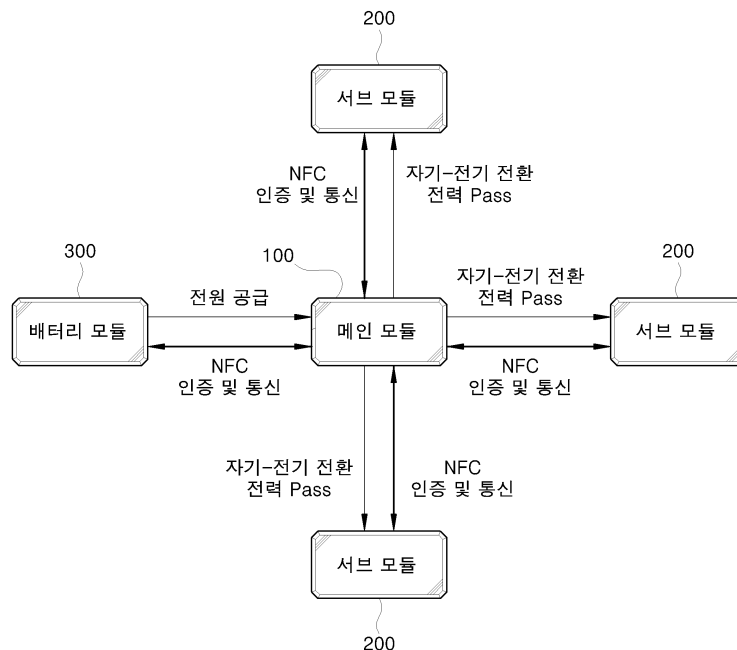 200
서브 모듈
NFC
인증 및 통신
자기-전기 전환
전력 Pass
300
100
200
전원 공급
자기-전기 전환
전력 Pass
배터리 모듈
메인 모듈
서브 모듈
NFC
인증 및 통신
NFC
인증 및 통신
자기-전기 전환
전력 Pass
NFC
인증 및 통신
서브 모듈
200